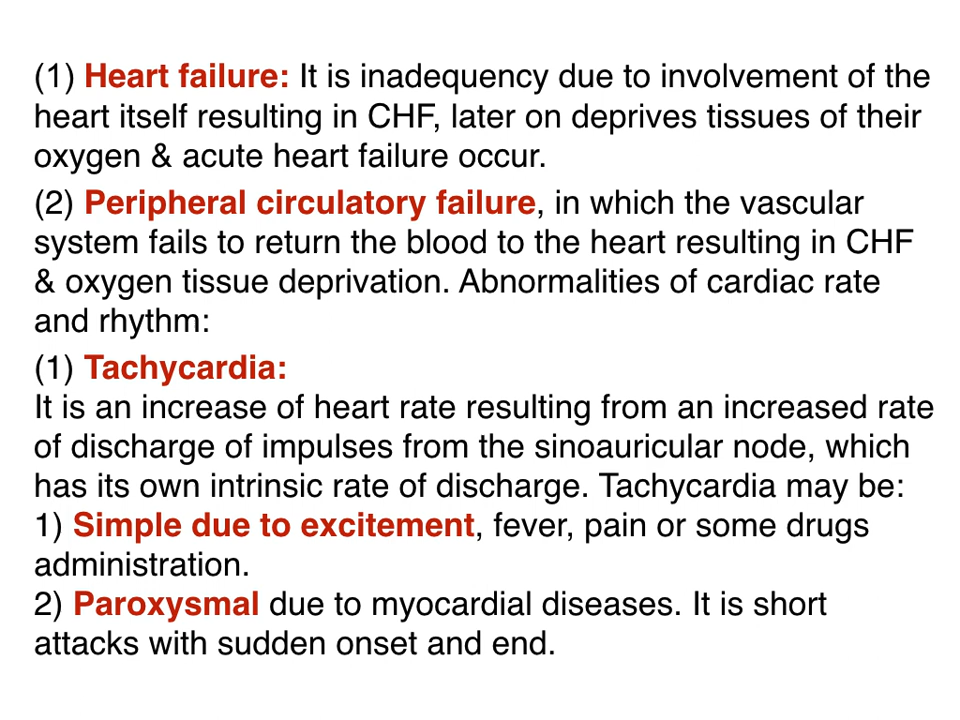 (1) Heart failure: It is inadequency due to involvement of the
heart itself resulting in CHF, later on deprives tissues of their
oxygen & acute heart failure occur.
(2) Peripheral circulatory failure, in which the vascular
system fails to return the blood to the heart resulting in CHF
& oxygen tissue deprivation. Abnormalities of cardiac rate
and rhythm:
(1) Tachycardia:
It is an increase of heart rate resulting from an increased rate
of discharge of impulses from the sinoauricular node, which
has its own intrinsic rate of discharge. Tachycardia may be:
1) Simple due to excitement, fever, pain or some drugs
administration.
2) Paroxysmal due to myocardial diseases. It is short
attacks with sudden onset and end.